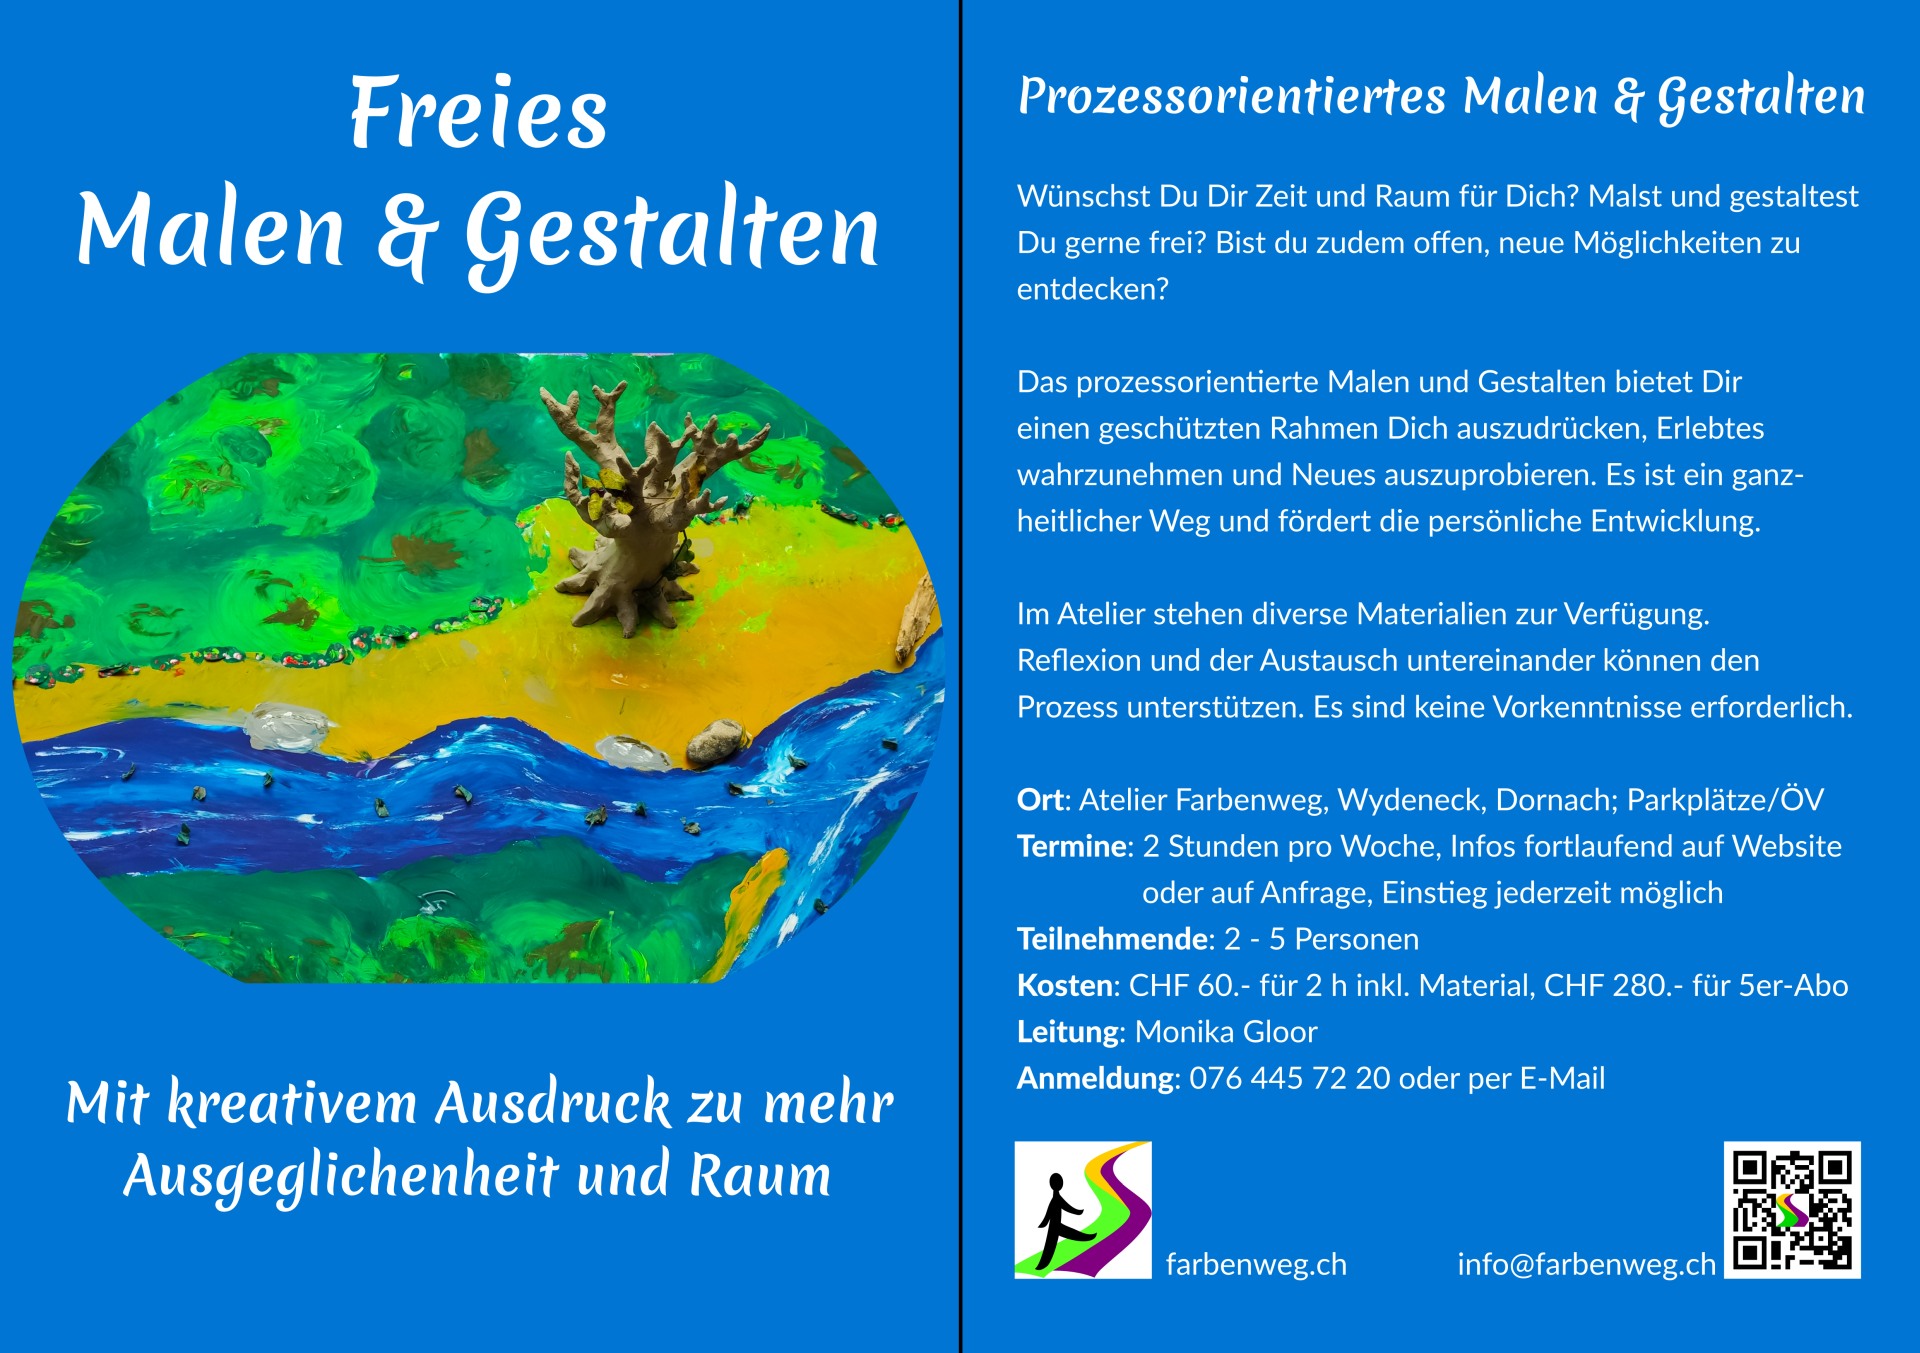 Freies
Malen & Gestalten
Mit kreativem Ausdruck zu mehr
Ausgeglichenheit und Raum
Prozessorientiertes Malen & Gestalten
Wünschst Du Dir Zeit und Raum für Dich? Malst und gestaltest
Du gerne frei? Bist du zudem offen, neue Möglichkeiten zu
entdecken?
Das prozessorientierte Malen und Gestalten bietet Dir
einen geschützten Rahmen Dich auszudrücken, Erlebtes
wahrzunehmen und Neues auszuprobieren. Es ist ein ganz-
heitlicher Weg und fördert die persönliche Entwicklung.
Im Atelier stehen diverse Materialien zur Verfügung.
Reflexion und der Austausch untereinander können den
Prozess unterstützen. Es sind keine Vorkenntnisse erforderlich.
Ort: Atelier Farbenweg, Wydeneck, Dornach; Parkplätze/ÖV
Termine: 2 Stunden pro Woche, Infos fortlaufend auf Website
oder auf Anfrage, Einstieg jederzeit möglich
Teilnehmende: 2 - 5 Personen
Kosten: CHF 60.- für 2 h inkl. Material, CHF 280.- für 5er-Abo
Leitung: Monika Gloor
Anmeldung: 076 445 72 20 oder per E-Mail
farbenweg.ch
info@farbenweg.ch